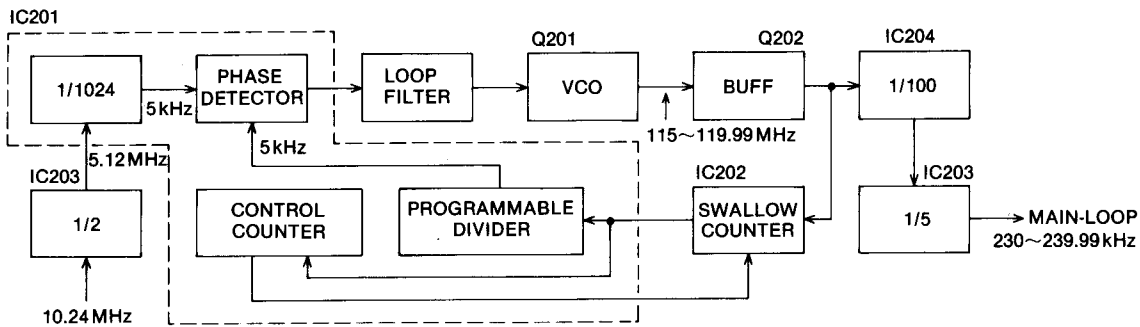 IC201
1/1024
5kHz
PHASE
DETECTOR
LOOP
FILTER
Q201
VCO
115~119.99MHz
Q202
BUFF
IC204
1/100
5.12MHz
IC203
1/2
10.24MHz
5kHz
CONTROL
COUNTER
PROGRAMMABLE
DIVIDER
IC202
SWALLOW
COUNTER
IC203
1/5
MAIN-LOOP
230~239.99kHz